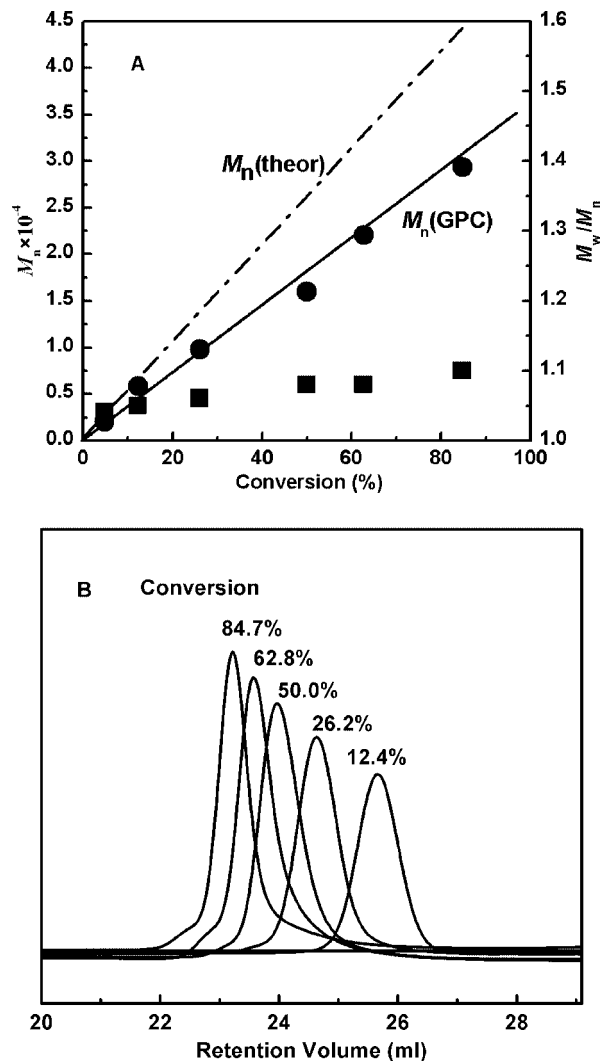 4.5
4.0
3.5
3.0
2.5
2.0
1.5
1.0
0.5
0.0
Mn×10⁻⁴
A
Mn(theor)
Mn(GPC)
1.6
1.5
1.4
1.3
1.2
1.1
1.0
Mw/Mn
0 20 40 60 80 100
Conversion (%)
B Conversion
84.7%
62.8%
50.0%
26.2%
12.4%
20 22 24 26 28
Retention Volume (ml)